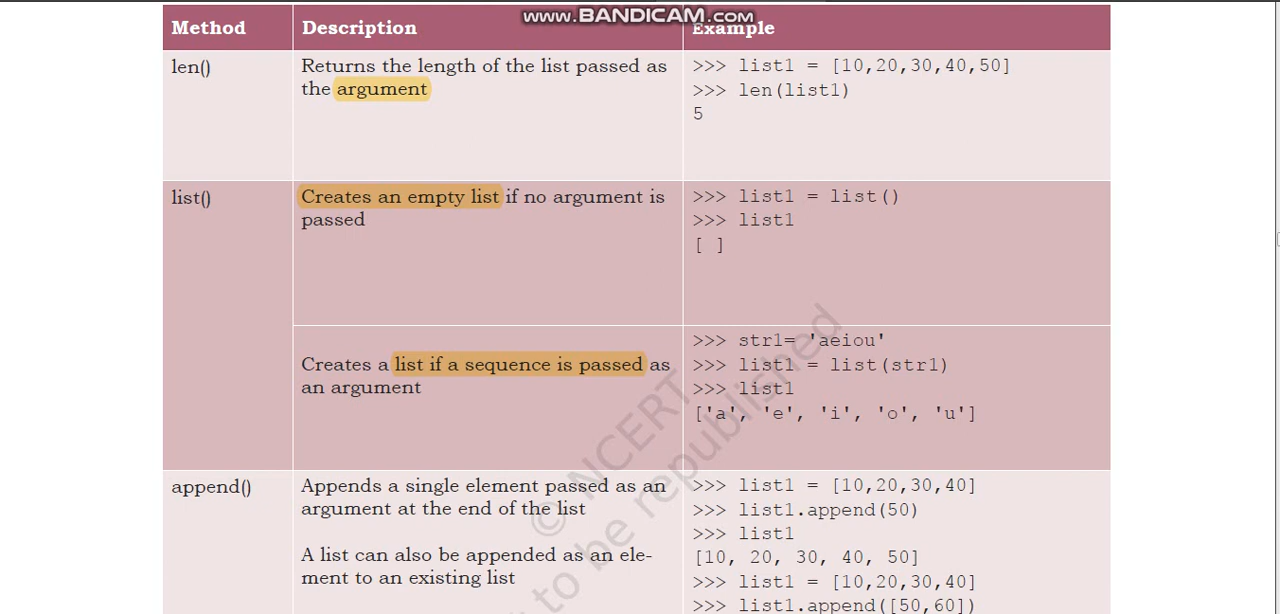 www.BANDICAM.com
Method Description Example
len() Returns the length of the list passed as >>> list1 = [10,20,30,40,50]
the argument >>> len(list1)
5
list() Creates an empty list if no argument is >>> list1 = list()
passed >>> list1
[ ]
>>> str1= 'aeiou'
Creates a list if a sequence is passed as >>> list1 = list(str1)
an argument >>> list1
['a', 'e', 'i', 'o', 'u']
append() Appends a single element passed as an >>> list1 = [10,20,30,40]
argument at the end of the list >>> list1.append(50)
>>> list1
A list can also be appended as an ele- [10, 20, 30, 40, 50]
ment to an existing list >>> list1 = [10,20,30,40]
>>> list1.append([50,60])
© NCERT
to be republished